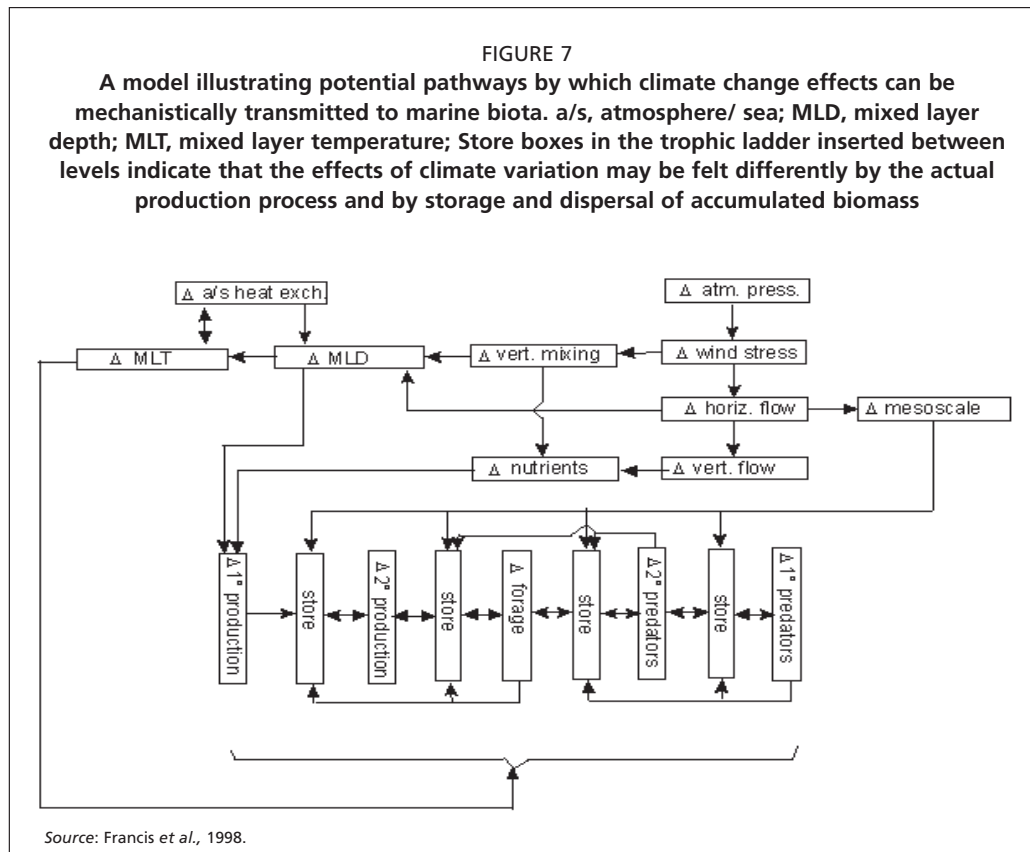 FIGURE 7
A model illustrating potential pathways by which climate change effects can be
mechanistically transmitted to marine biota. a/s, atmosphere/ sea; MLD, mixed layer
depth; MLT, mixed layer temperature; Store boxes in the trophic ladder inserted between
levels indicate that the effects of climate variation may be felt differently by the actual
production process and by storage and dispersal of accumulated biomass
Δ a/s heat exch.
Δ atm. press.
Δ MLT
Δ MLD
Δ vert. mixing
Δ wind stress
Δ horiz. flow
Δ mesoscale
Δ nutrients
Δ vert. flow
Δ 1° production
store
Δ 2° production
store
Δ forage
store
Δ 2° predators
store
Δ 1° predators
Source: Francis et al., 1998.